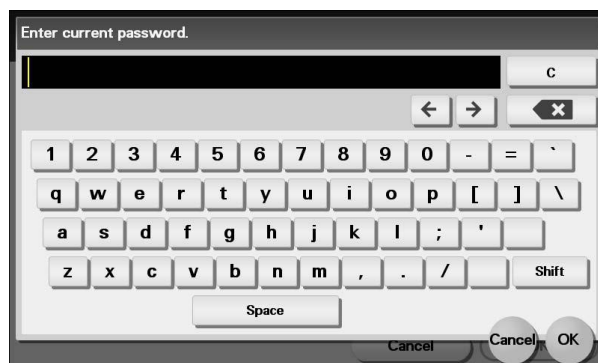 Enter current password.
C
← →
1 2 3 4 5 6 7 8 9 0 - = `
q w e r t y u i o p [ ] \
a s d f g h j k l ; '
z x c v b n m , . / Shift
Space
Cancel OK
Cancel